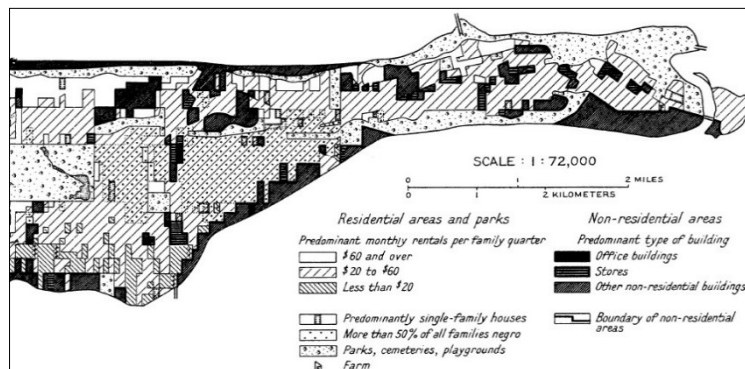 SCALE : 1 : 72,000
0 1 2 MILES
0 1 2 KILOMETERS
Residential areas and parks
Predominant monthly rentals per family quarter
$60 and over
$20 to $60
Less than $20
Predominantly single-family houses
More than 50% of all families negro
Parks, cemeteries, playgrounds
Farm
Non-residential areas
Predominant type of building
Office buildings
Stores
Other non-residential buildings
Boundary of non-residential
areas